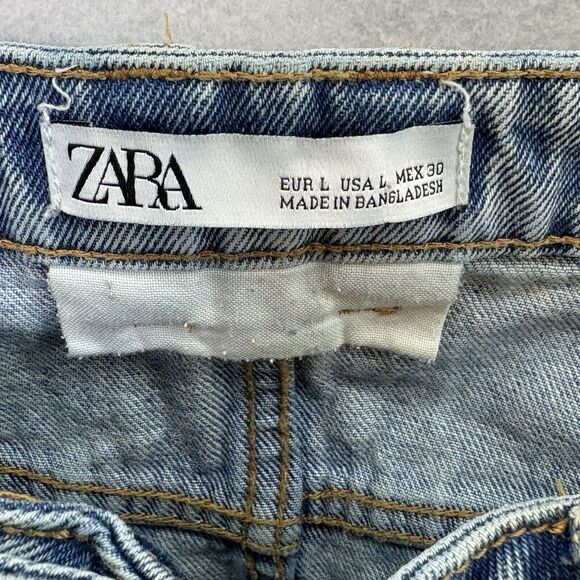 ZARA
EUR L USA L MEX 30
MADE IN BANGLADESH